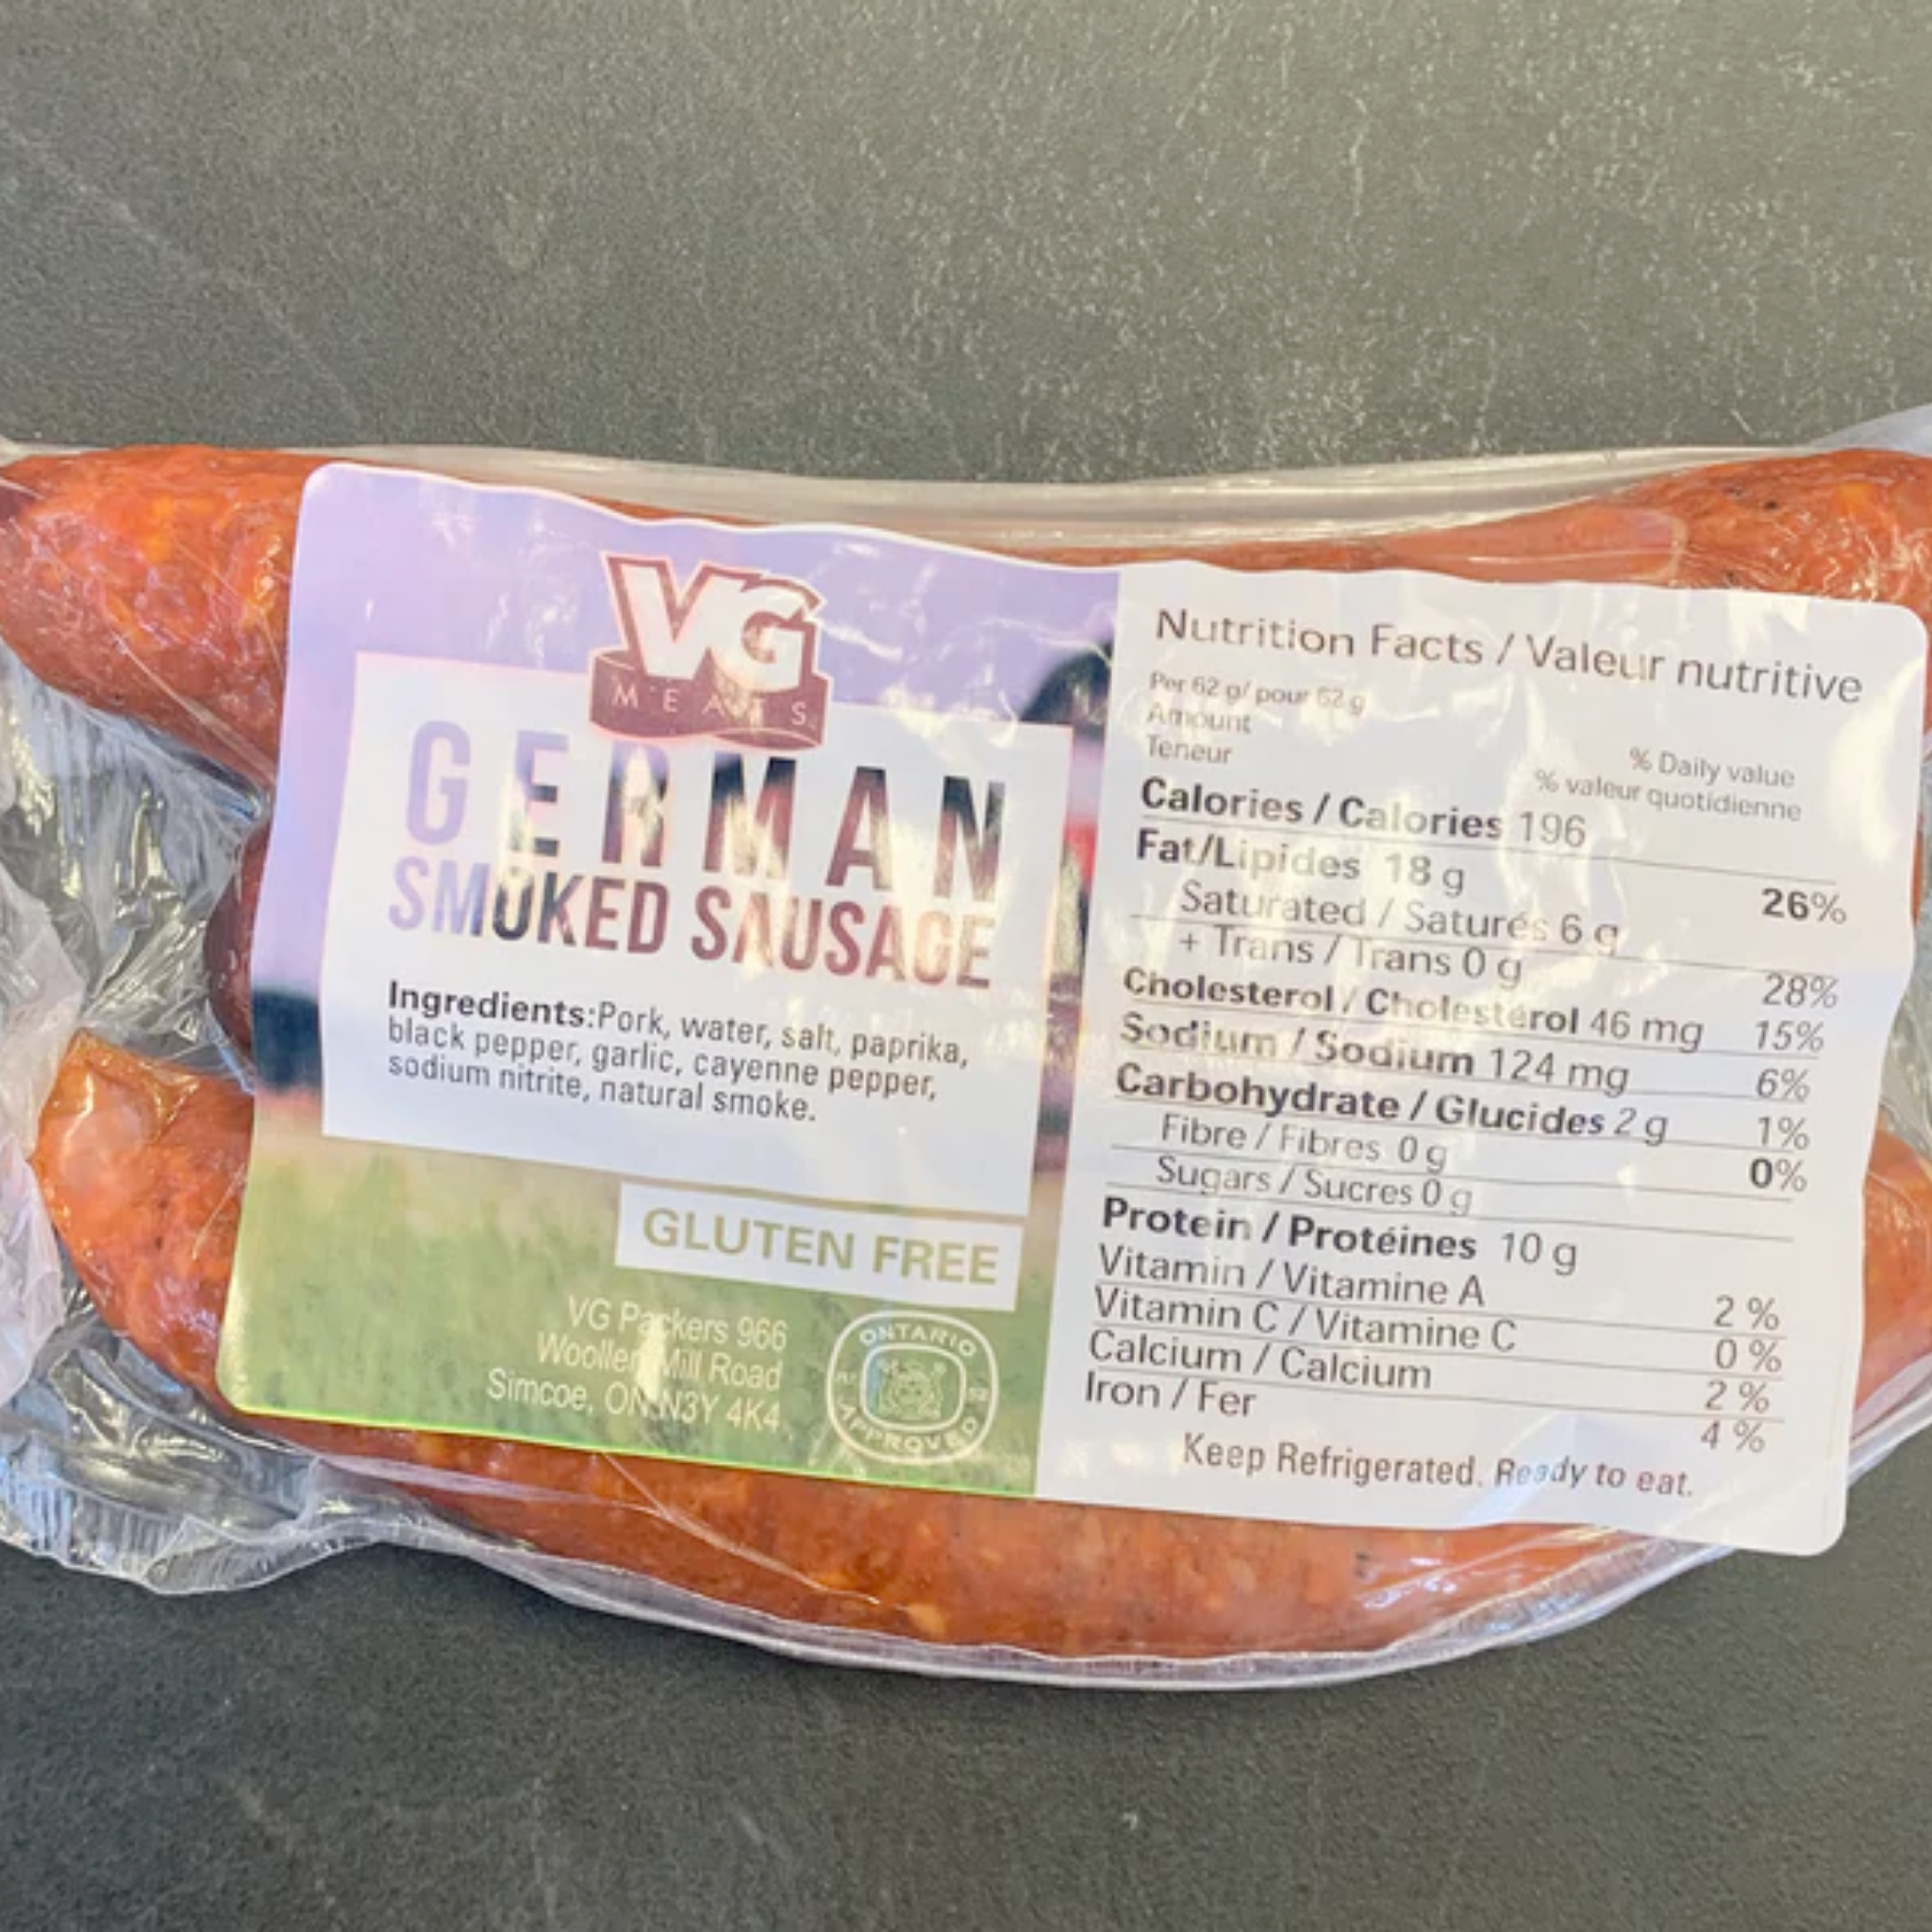 VG
MEATS
GERMAN
SMOKED SAUSAGE
Ingredients:Pork, water, salt, paprika,
black pepper, garlic, cayenne pepper,
sodium nitrite, natural smoke.
GLUTEN FREE
VG Packers 966
Woollen Mill Road
Simcoe, ON N3Y 4K4
ONTARIO
APPROVED
Nutrition Facts / Valeur nutritive
Per 62 g/ pour 62 g
Amount
Teneur
% Daily value
% valeur quotidienne
Calories / Calories 196
Fat/Lipides 18 g 26%
Saturated / Saturés 6 g
+ Trans / Trans 0 g 28%
Cholesterol / Cholestérol 46 mg 15%
Sodium / Sodium 124 mg 6%
Carbohydrate / Glucides 2 g 1%
Fibre / Fibres 0 g 0%
Sugars / Sucres 0 g
Protein / Protéines 10 g
Vitamin / Vitamine A 2 %
Vitamin C / Vitamine C 0 %
Calcium / Calcium 2 %
Iron / Fer 4 %
Keep Refrigerated. Ready to eat.